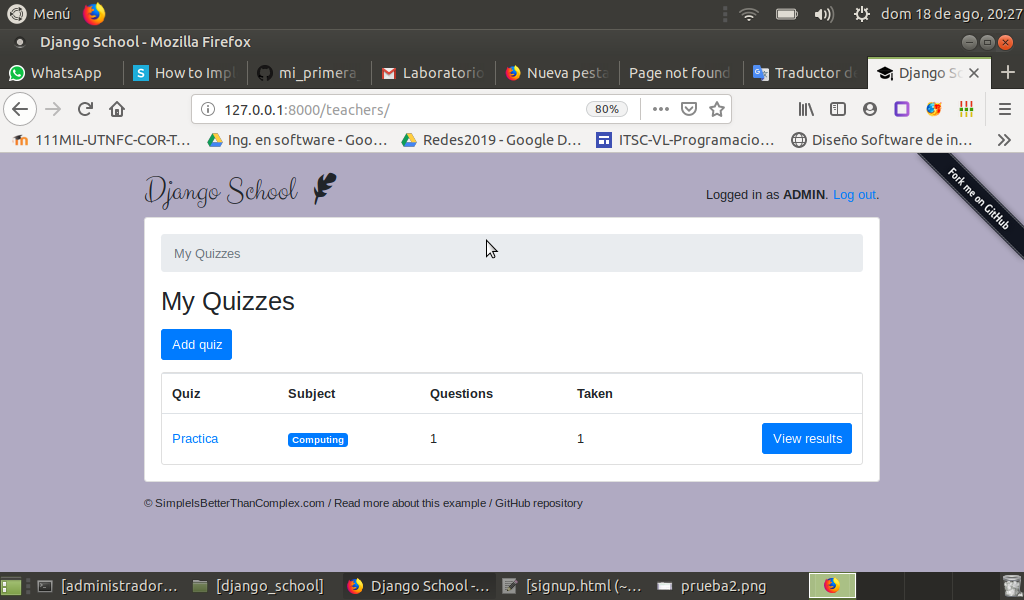 Menú dom 18 de ago, 20:27
Django School - Mozilla Firefox
WhatsApp How to Imp mi_primera_ Laboratorio Nueva pesta Page not found Traductor de Django Sc
127.0.0.1:8000/teachers/ 80%
111MIL-UTNFC-COR-T... Ing. en software - Goo... Redes2019 - Google D... ITSC-VL-Programacio... Diseño Software de in...
Django School
Logged in as ADMIN. Log out.
Fork me on GitHub
My Quizzes
My Quizzes
Add quiz
Quiz Subject Questions Taken
Practica Computing 1 1 View results
© SimpleIsBetterThanComplex.com / Read more about this example / GitHub repository
[administrador... [django_school] Django School -... [signup.html (~... prueba2.png